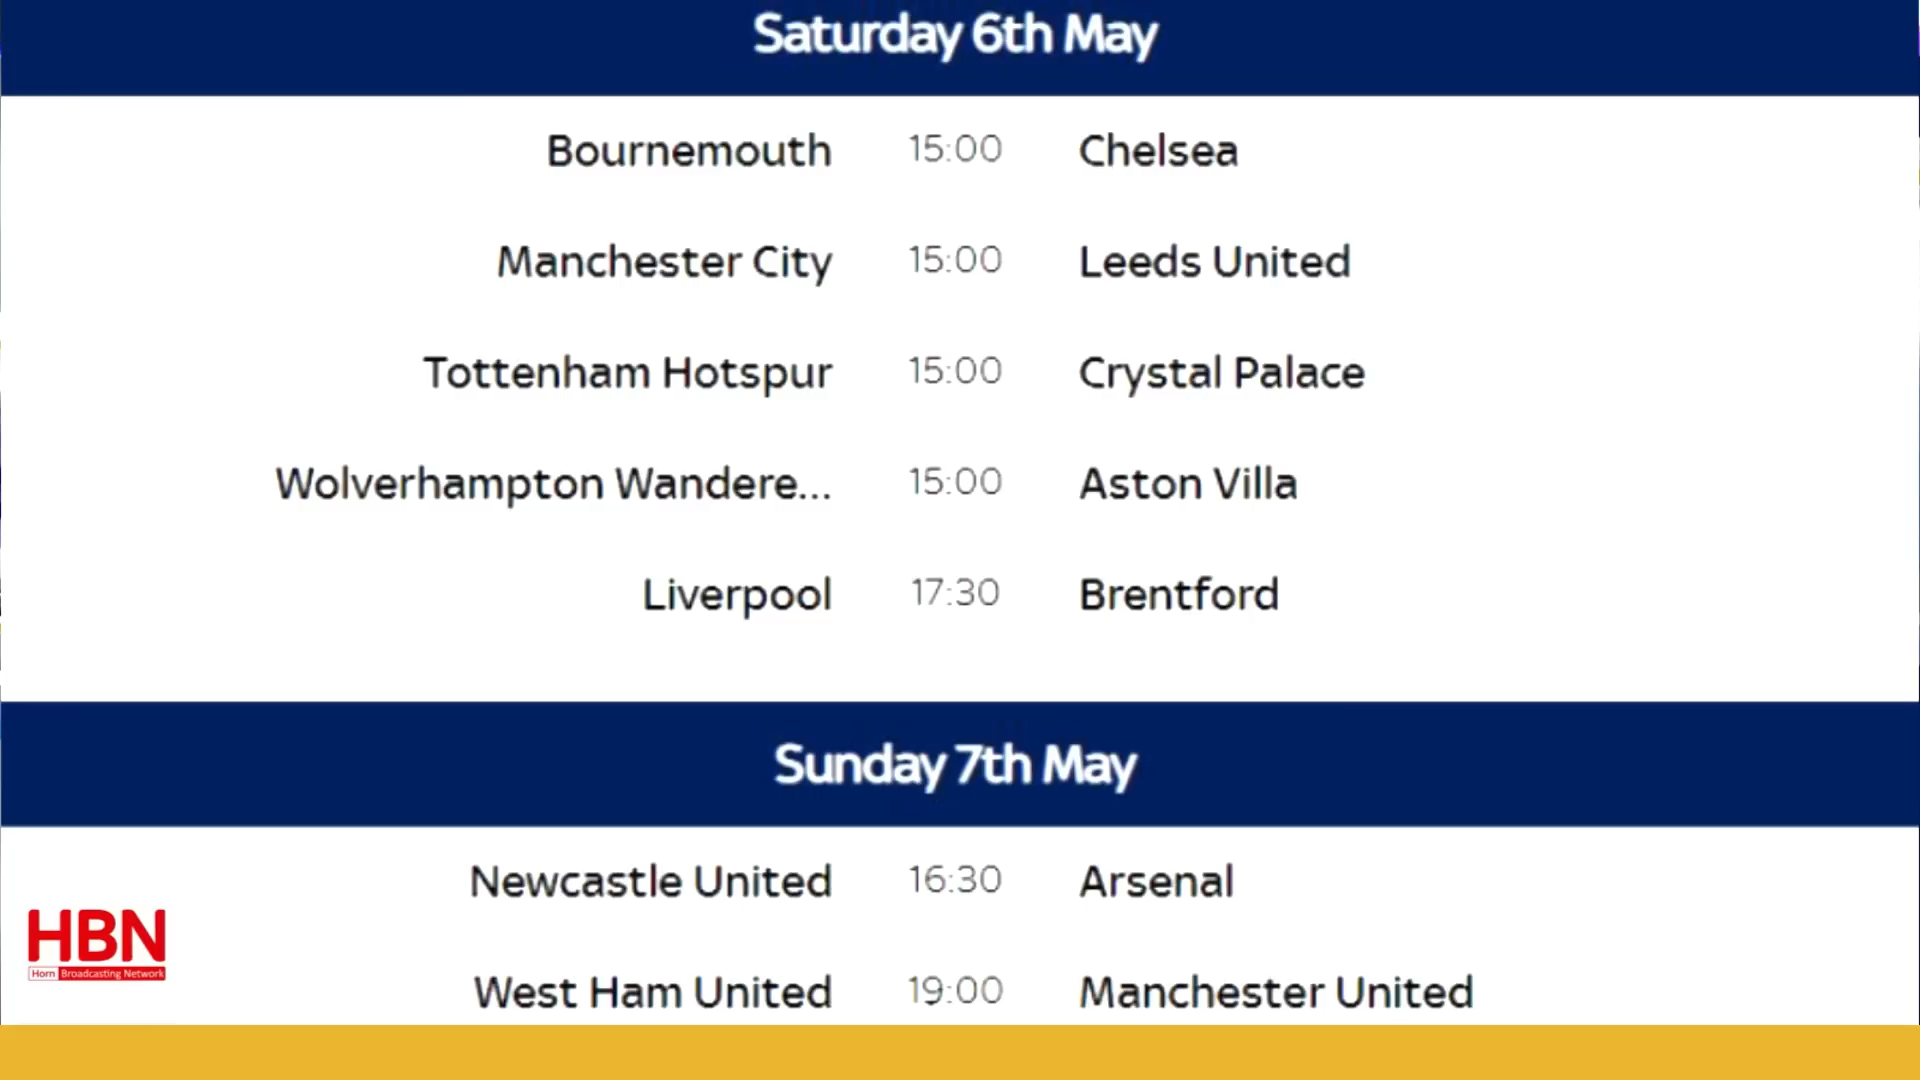 Saturday 6th May
Bournemouth 15:00 Chelsea
Manchester City 15:00 Leeds United
Tottenham Hotspur 15:00 Crystal Palace
Wolverhampton Wandere... 15:00 Aston Villa
Liverpool 17:30 Brentford
Sunday 7th May
Newcastle United 16:30 Arsenal
HBN
Horn Broadcasting Network
West Ham United 19:00 Manchester United